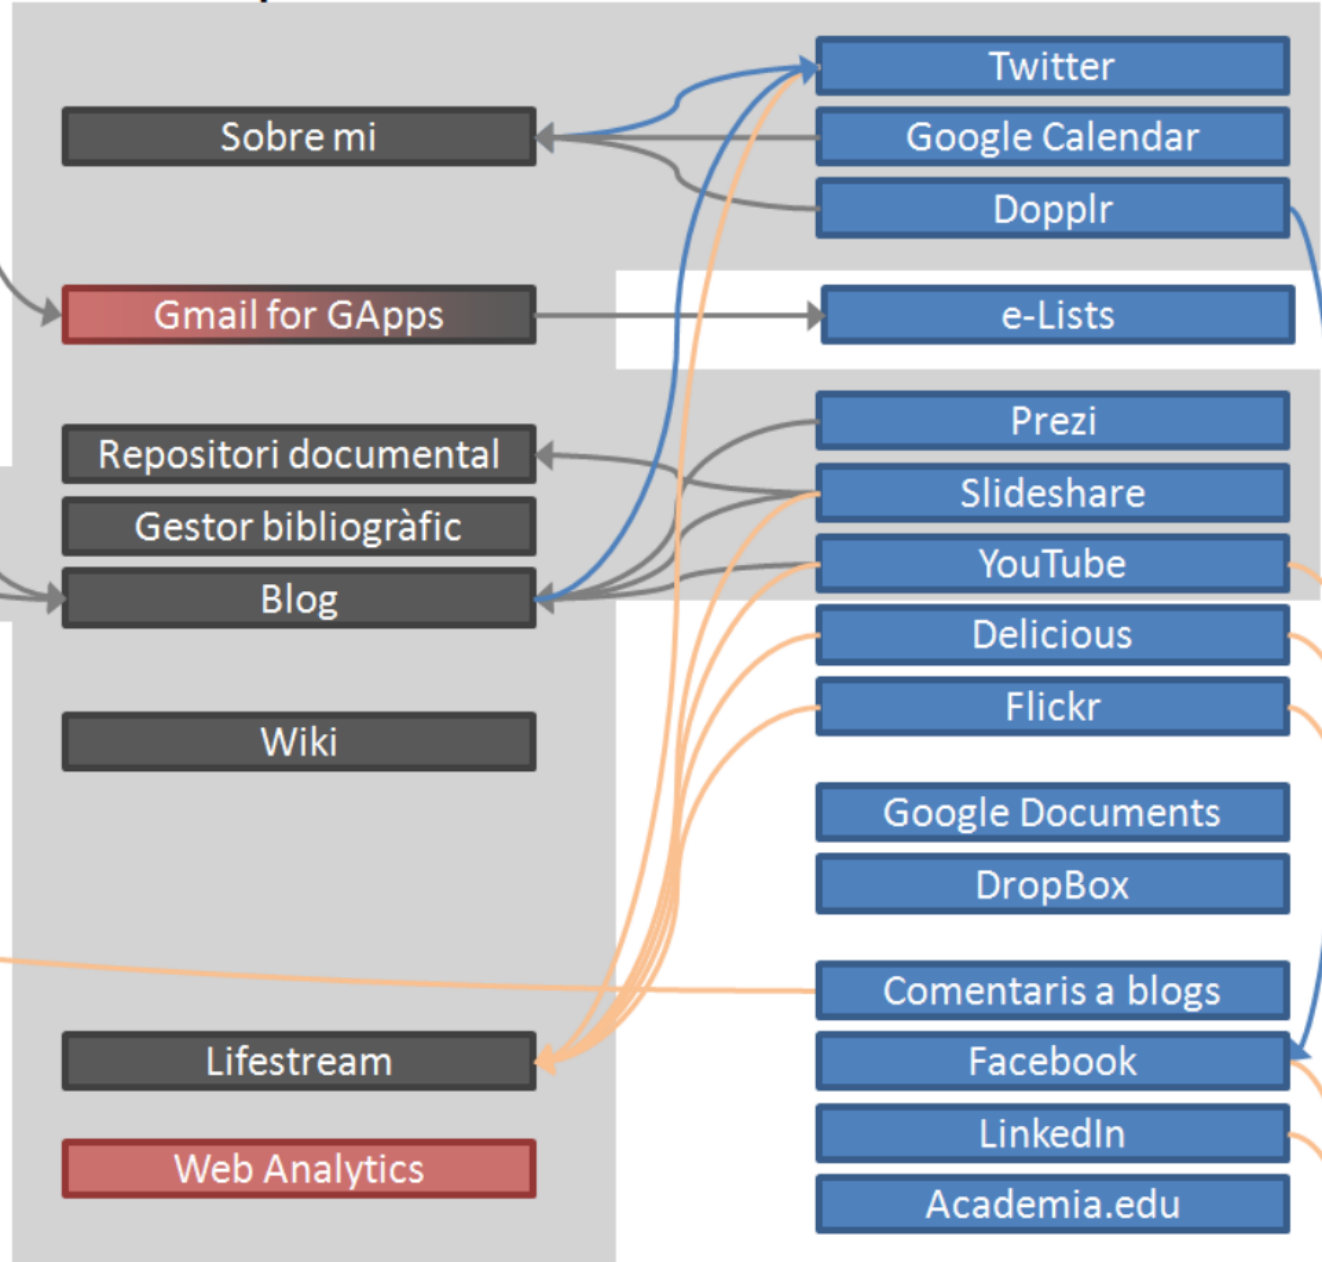 Sobre mi
Gmail for GApps
Repositori documental
Gestor bibliogràfic
Blog
Wiki
Lifestream
Web Analytics
Twitter
Google Calendar
Dopplr
e-Lists
Prezi
Slideshare
YouTube
Delicious
Flickr
Google Documents
DropBox
Comentaris a blogs
Facebook
LinkedIn
Academia.edu